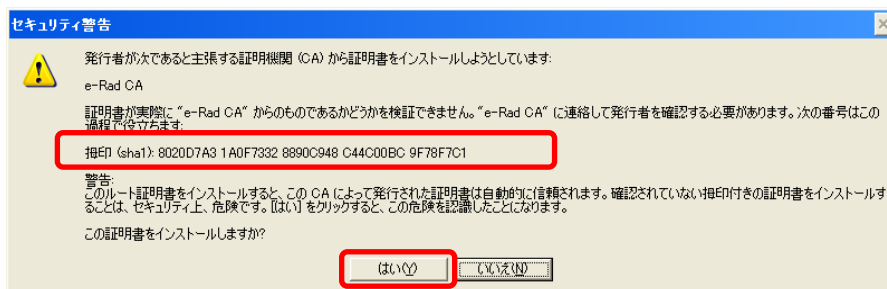 セキュリティ警告
発行者が次であると主張する証明機関 (CA) から証明書をインストールしようとしています:
e-Rad CA
証明書が実際に "e-Rad CA" からのものであるかどうかを検証できません。"e-Rad CA" に連絡して発行者を確認する必要があります。次の番号はこの
過程で役立ちます:
拇印 (sha1): 8020D7A3 1A0F7332 8890C948 C44C00BC 9F78F7C1
警告:
このルート証明書をインストールすると、この CA によって発行された証明書は自動的に信頼されます。確認されていない拇印付きの証明書をインストールす
ることは、セキュリティ上、危険です。[はい] をクリックすると、この危険を認識したことになります。
この証明書をインストールしますか?
はい(Y) いいえ(N)